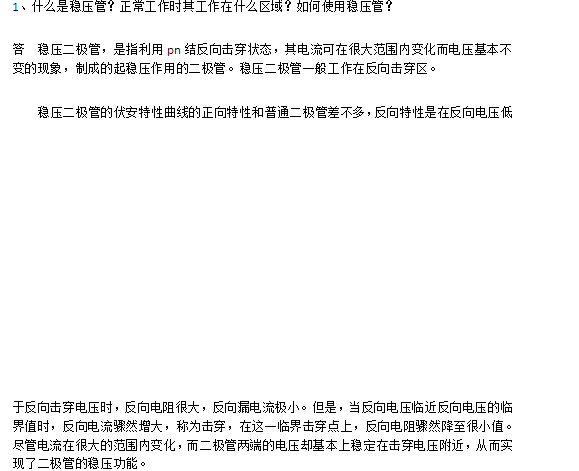 1、什么是稳压管？正常工作时其工作在什么区域？如何使用稳压管？
答　稳压二极管，是指利用 pn 结反向击穿状态，其电流可在很大范围内变化而电压基本不
变的现象，制成的起稳压作用的二极管。稳压二极管一般工作在反向击穿区。
稳压二极管的伏安特性曲线的正向特性和普通二极管差不多，反向特性是在反向电压低
于反向击穿电压时，反向电阻很大，反向漏电流极小。但是，当反向电压临近反向电压的临
界值时，反向电流骤然增大，称为击穿，在这一临界击穿点上，反向电阻骤然降至很小值。
尽管电流在很大的范围内变化，而二极管两端的电压却基本上稳定在击穿电压附近，从而实
现了二极管的稳压功能。